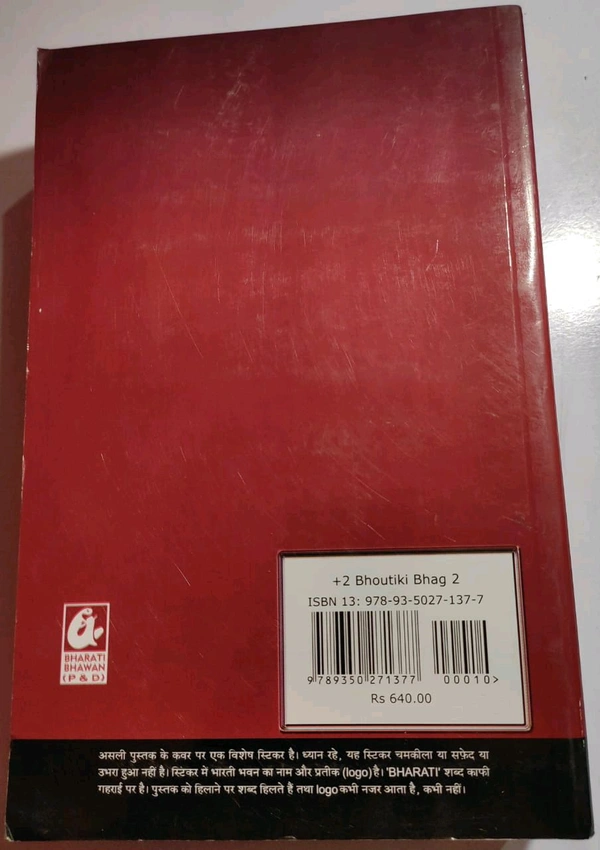 +2 Bhoutiki Bhag 2
ISBN 13: 978-93-5027-137-7
9 789350 271377
00010>
Rs 640.00
BHARATI
BHAWAN
(P & D)
असली पुस्तक के कवर पर एक विशेष स्टिकर है। ध्यान रहे, यह स्टिकर चमकीला या सफ़ेद या
उभरा हुआ नहीं है। स्टिकर में भारती भवन का नाम और प्रतीक (logo) है। 'BHARATI' शब्द काफी
गहराई पर है। पुस्तक को हिलाने पर शब्द हिलते हैं तथा logo कभी नजर आता है, कभी नहीं।